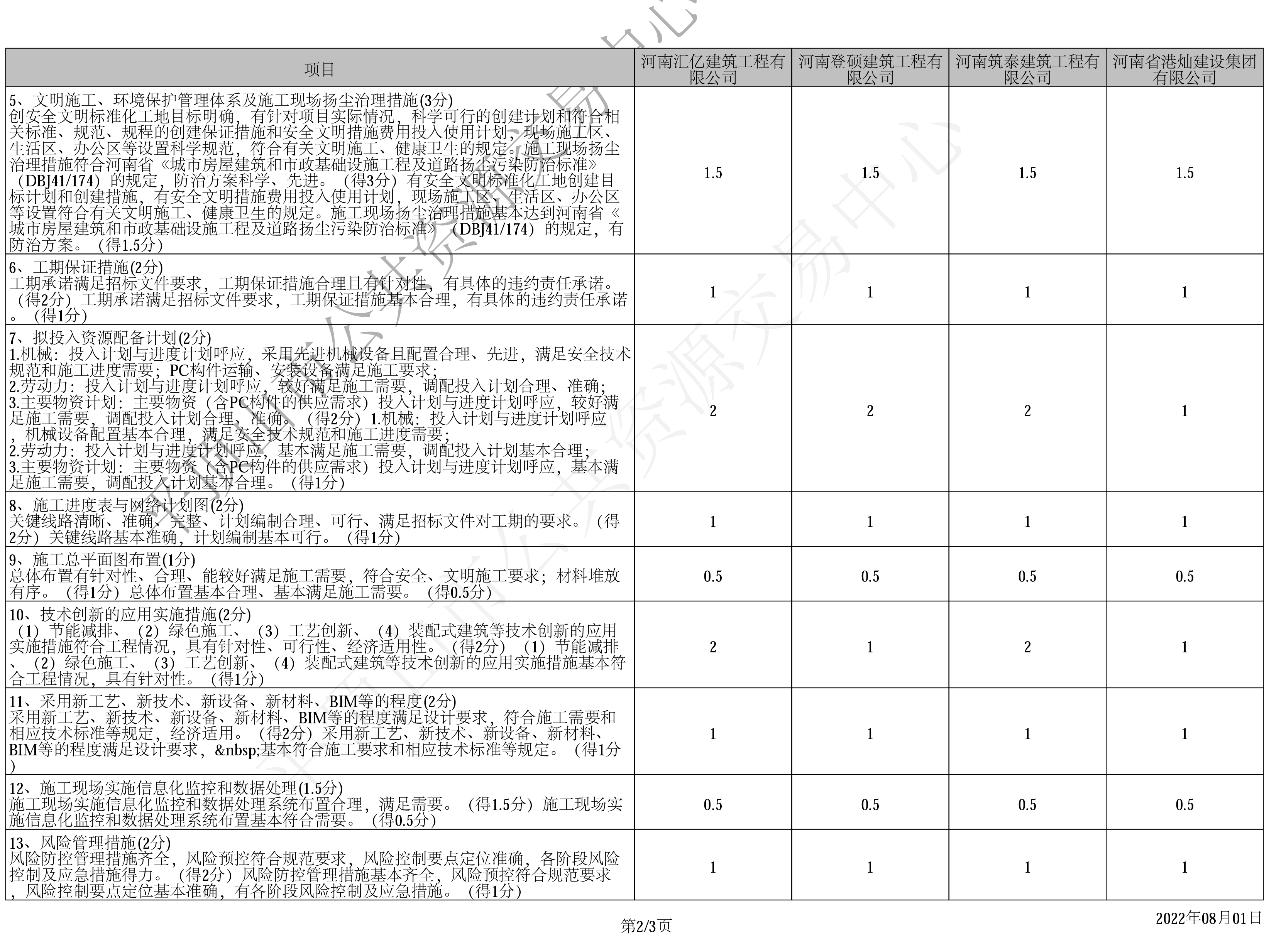 项目
河南汇亿建筑工程有
限公司
河南登硕建筑工程有
限公司
河南筑泰建筑工程有
限公司
河南省港灿建设集团
有限公司
5、文明施工、环境保护管理体系及施工现场扬尘治理措施(3分)
创安全文明标准化工地目标明确，有针对项目实际情况，科学可行的创建计划和符合相
关标准、规范、规程的创建保证措施和安全文明措施费用投入使用计划，现场施工区、
生活区、办公区等设置科学规范，符合有关文明施工、健康卫生的规定。施工现场扬尘
治理措施符合河南省《城市房屋建筑和市政基础设施工程及道路扬尘污染防治标准》
（DBJ41/174）的规定，防治方案科学、先进。（得3分）有安全文明标准化工地创建目
标计划和创建措施，有安全文明措施费用投入使用计划，现场施工区、生活区、办公区
等设置符合有关文明施工、健康卫生的规定。施工现场扬尘治理措施基本达到河南省《
城市房屋建筑和市政基础设施工程及道路扬尘污染防治标准》（DBJ41/174）的规定，有
防治方案。（得1.5分）
1.5
1.5
1.5
1.5
6、工期保证措施(2分)
工期承诺满足招标文件要求，工期保证措施合理且有针对性，有具体的违约责任承诺。
（得2分）工期承诺满足招标文件要求，工期保证措施基本合理，有具体的违约责任承诺
。（得1分）
1
1
1
1
7、拟投入资源配备计划(2分)
1.机械：投入计划与进度计划呼应，采用先进机械设备且配置合理、先进，满足安全技术
规范和施工进度需要；PC构件运输、安装设备满足施工要求；
2.劳动力：投入计划与进度计划呼应，较好满足施工需要，调配投入计划合理、准确；
3.主要物资计划：主要物资（含PC构件的供应需求）投入计划与进度计划呼应，较好满
足施工需要，调配投入计划合理、准确。（得2分）1.机械：投入计划与进度计划呼应
，机械设备配置基本合理，满足安全技术规范和施工进度需要；
2.劳动力：投入计划与进度计划呼应，基本满足施工需要，调配投入计划基本合理；
3.主要物资计划：主要物资（含PC构件的供应需求）投入计划与进度计划呼应，基本满
足施工需要，调配投入计划基本合理。（得1分）
2
2
2
1
8、施工进度表与网络计划图(2分)
关键线路清晰、准确、完整、计划编制合理、可行、满足招标文件对工期的要求。（得
2分）关键线路基本准确，计划编制基本可行。（得1分）
1
1
1
1
9、施工总平面图布置(1分)
总体布置有针对性、合理、能较好满足施工需要，符合安全、文明施工要求；材料堆放
有序。（得1分）总体布置基本合理、基本满足施工需要。（得0.5分）
0.5
0.5
0.5
0.5
10、技术创新的应用实施措施(2分)
（1）节能减排、（2）绿色施工、（3）工艺创新、（4）装配式建筑等技术创新的应用
实施措施符合工程情况，具有针对性、可行性、经济适用性。（得2分）（1）节能减排
、（2）绿色施工、（3）工艺创新、（4）装配式建筑等技术创新的应用实施措施基本符
合工程情况，具有针对性。（得1分）
2
1
2
1
11、采用新工艺、新技术、新设备、新材料、BIM等的程度(2分)
采用新工艺、新技术、新设备、新材料、BIM等的程度满足设计要求，符合施工需要和
相应技术标准等规定，经济适用。（得2分）采用新工艺、新技术、新设备、新材料、
BIM等的程度满足设计要求，&nbsp;基本符合施工要求和相应技术标准等规定。（得1分
）
1
1
1
1
12、施工现场实施信息化监控和数据处理(1.5分)
施工现场实施信息化监控和数据处理系统布置合理，满足需要。（得1.5分）施工现场实
施信息化监控和数据处理系统布置基本符合需要。（得0.5分）
0.5
0.5
0.5
0.5
13、风险管理措施(2分)
风险防控管理措施齐全，风险预控符合规范要求，风险控制要点定位准确，各阶段风险
控制及应急措施得力。（得2分）风险防控管理措施基本齐全，风险预控符合规范要求
，风险控制要点定位基本准确，有各阶段风险控制及应急措施。（得1分）
1
1
1
1
第2/3页
2022年08月01日
平顶山市公共资源交易中心
平顶山市公共资源交易中心